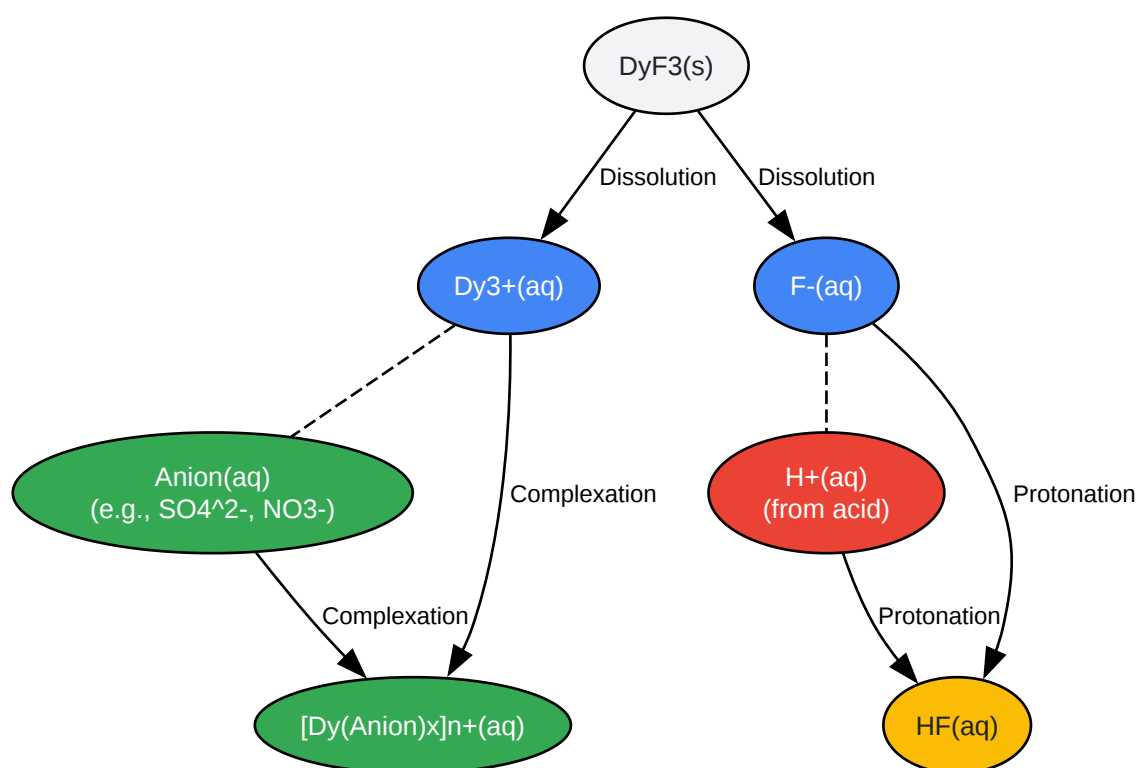 DyF3(s)
Dissolution
Dissolution
Dy3+(aq)
F-(aq)
Anion(aq)
(e.g., SO4^2-, NO3-)
Complexation
H+(aq)
(from acid)
Protonation
Complexation
Protonation
[Dy(Anion)x]n+(aq)
HF(aq)